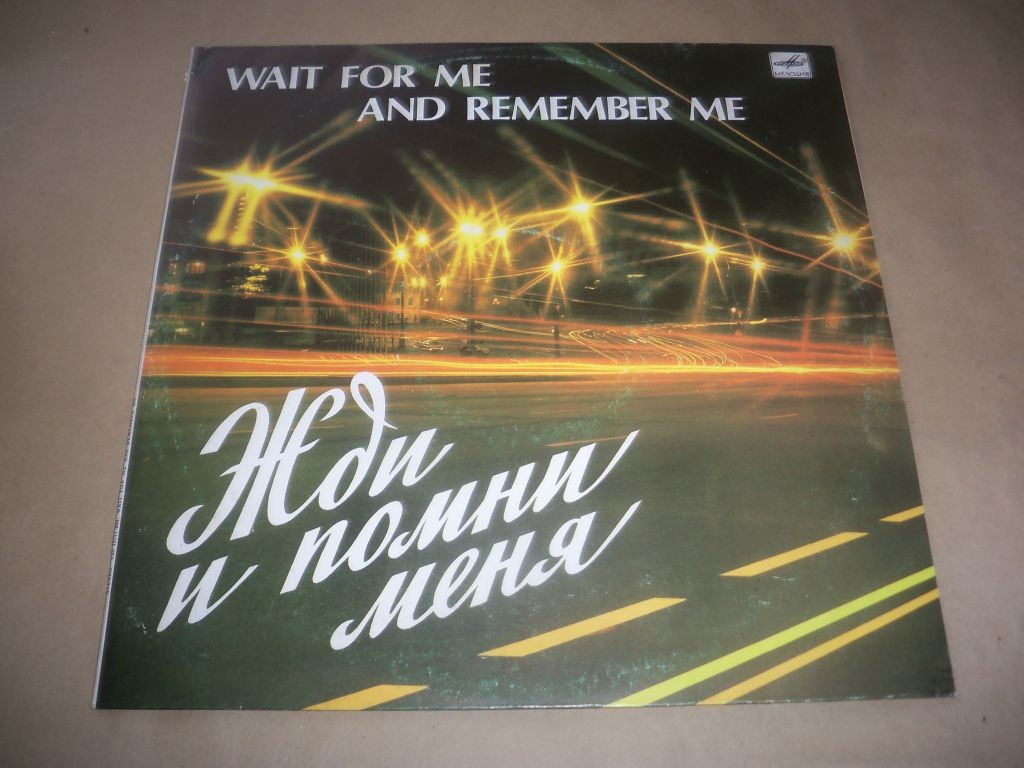 WAIT FOR ME
AND REMEMBER ME
МЕЛОДИЯ
Жди
и помни
меня